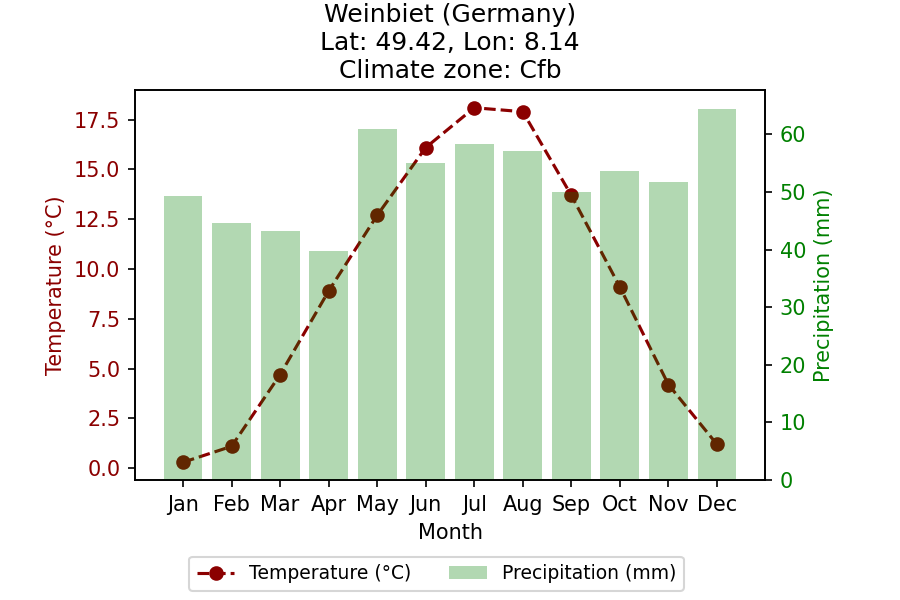 Weinbiet (Germany)
Lat: 49.42, Lon: 8.14
Climate zone: Cfb
Temperature (°C)
17.5
15.0
12.5
10.0
7.5
5.0
2.5
0.0
60
50
40
30
20
10
0
Precipitation (mm)
Jan Feb Mar Apr May Jun Jul Aug Sep Oct Nov Dec
Month
Temperature (°C) Precipitation (mm)